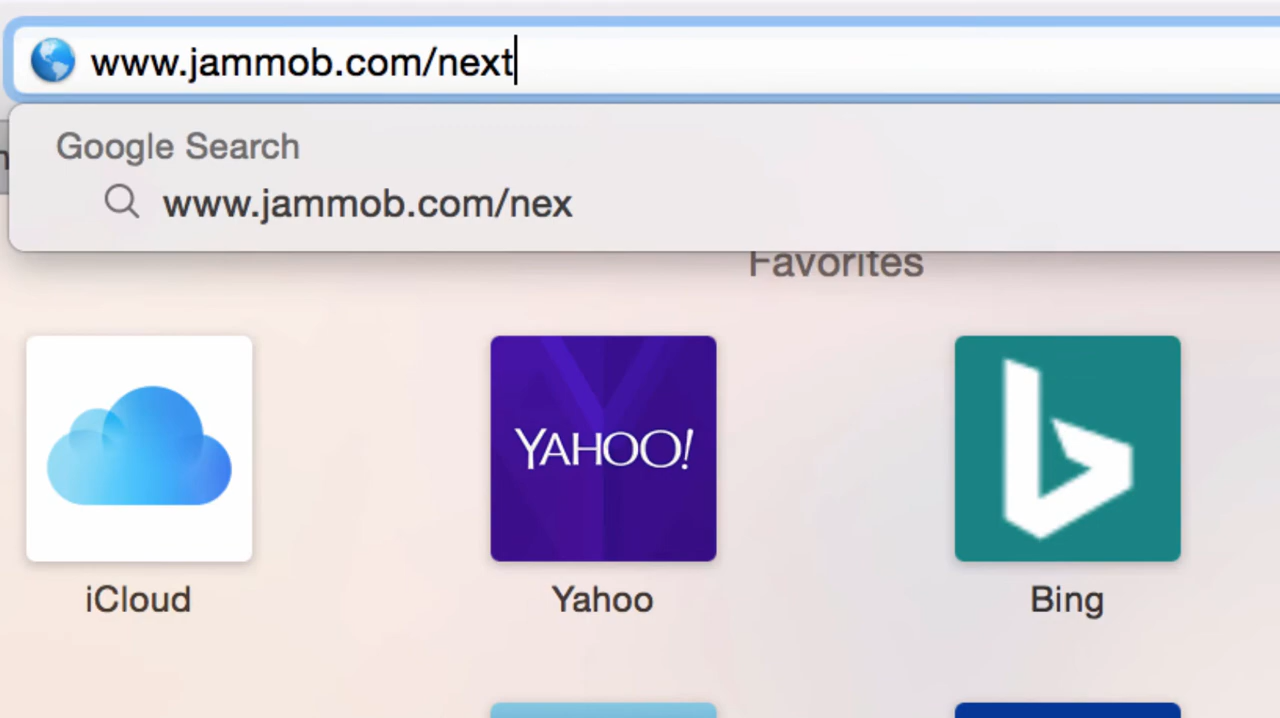 www.jammob.com/next
Google Search
www.jammob.com/nex
Favorites
YAHOO!
iCloud
Yahoo
Bing